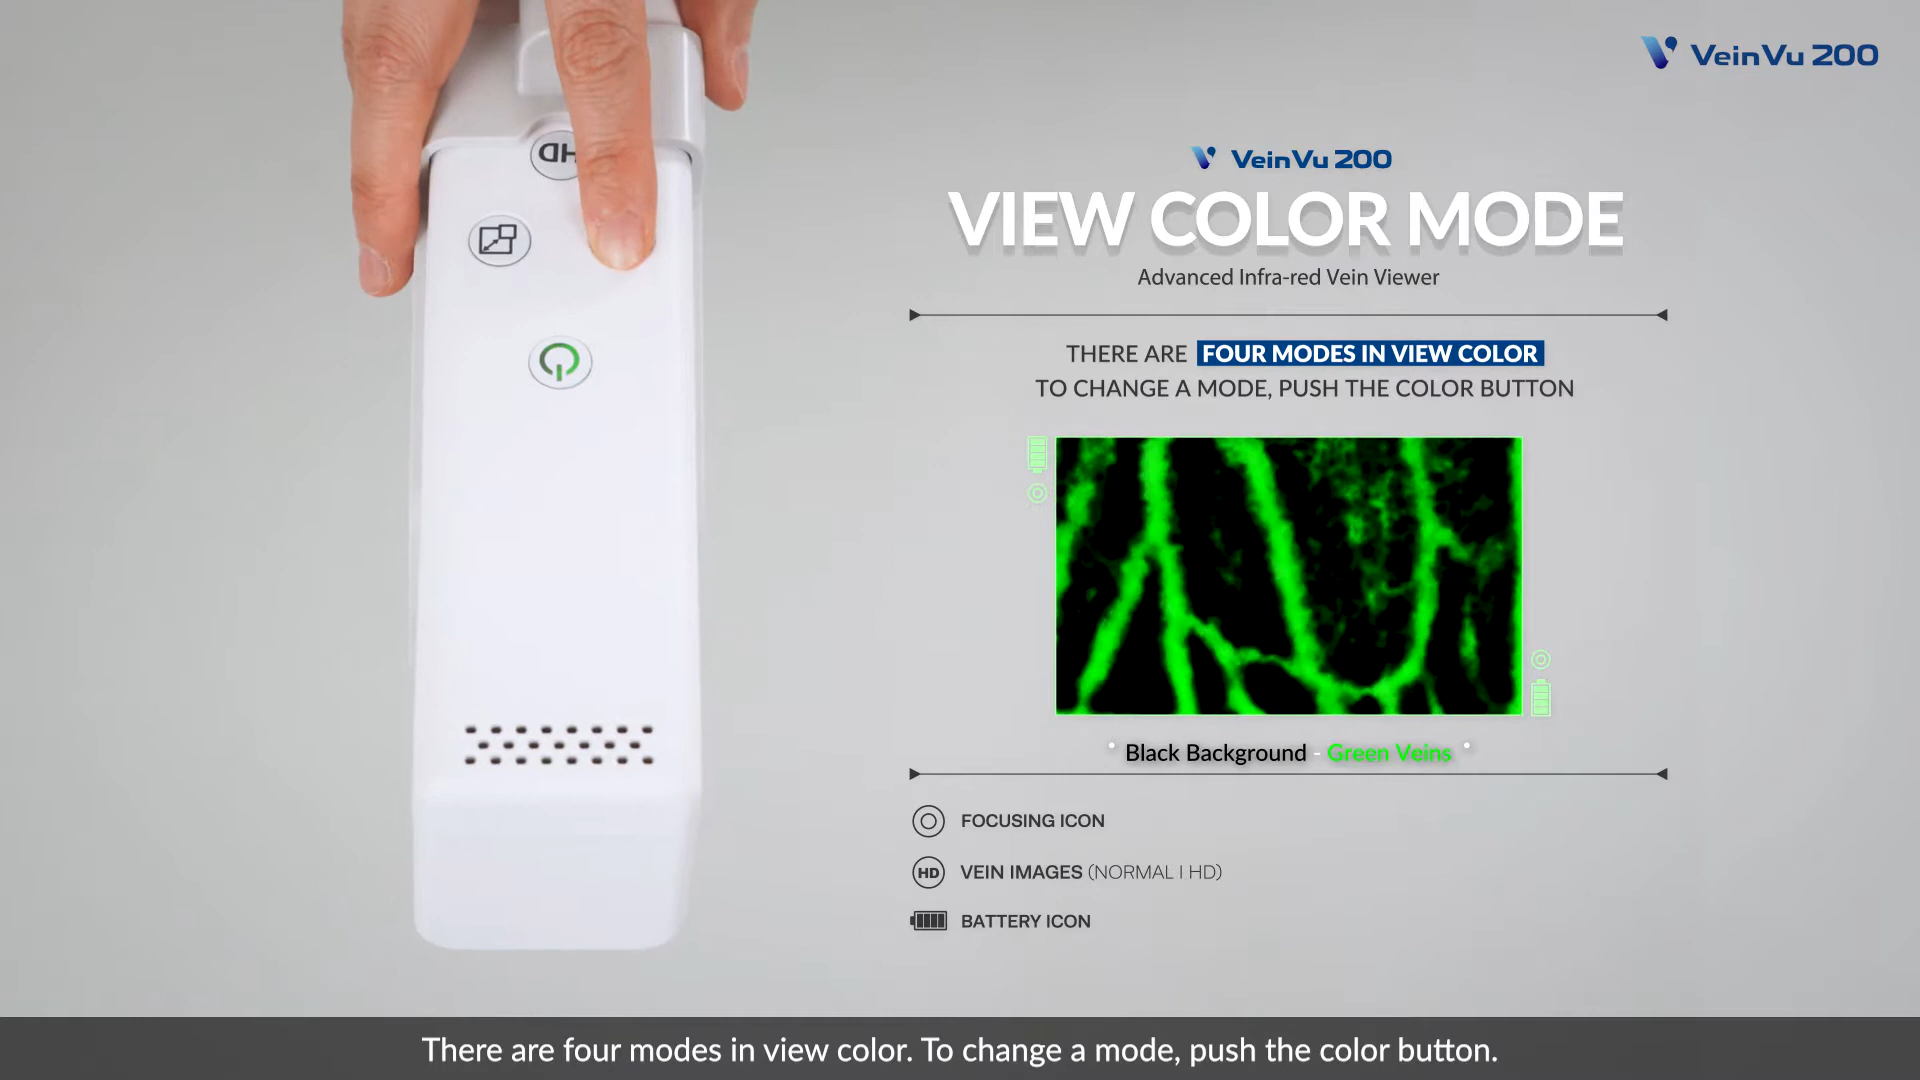 VeinVu 200
VeinVu 200
VIEW COLOR MODE
Advanced Infra-red Vein Viewer
THERE ARE FOUR MODES IN VIEW COLOR
TO CHANGE A MODE, PUSH THE COLOR BUTTON
Black Background - Green Veins
FOCUSING ICON
HD VEIN IMAGES (NORMAL I HD)
BATTERY ICON
HD
There are four modes in view color. To change a mode, push the color button.